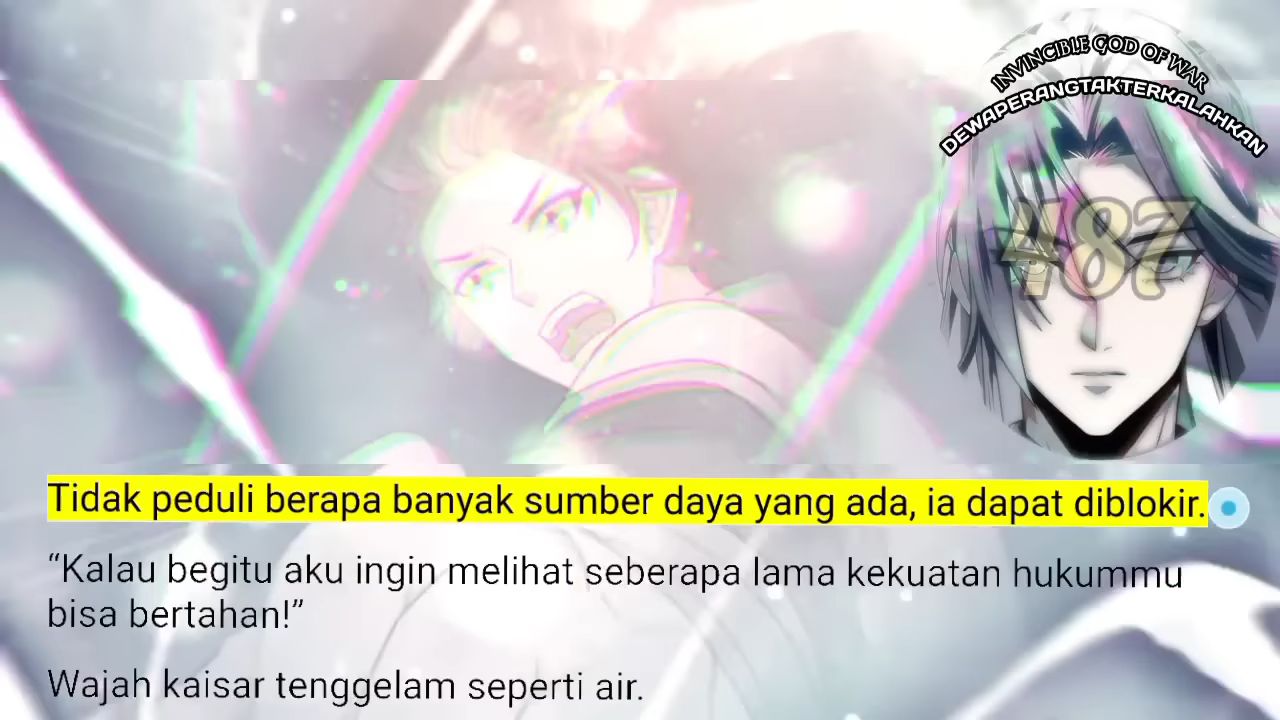 INVINCIBLE GOD OF WAR
DEWAPERANGTAKTERKALAHKAN
487
Tidak peduli berapa banyak sumber daya yang ada, ia dapat diblokir.
“Kalau begitu aku ingin melihat seberapa lama kekuatan hukummu
bisa bertahan!”
Wajah kaisar tenggelam seperti air.